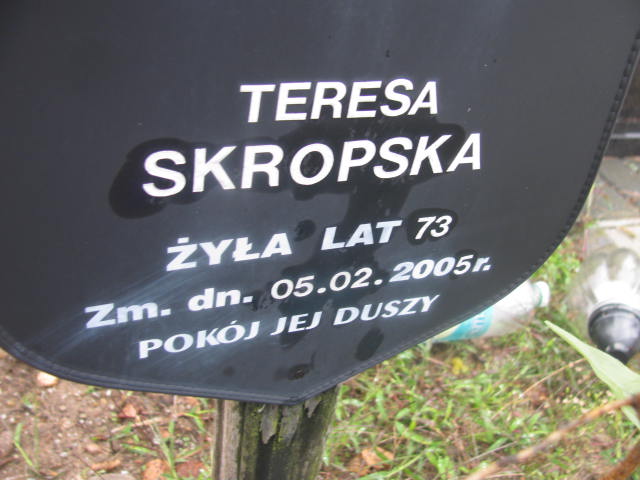 TERESA
SKROPSKA
ŻYŁA LAT 73
Zm. dn. 05.02.2005r.
POKÓJ JEJ DUSZY